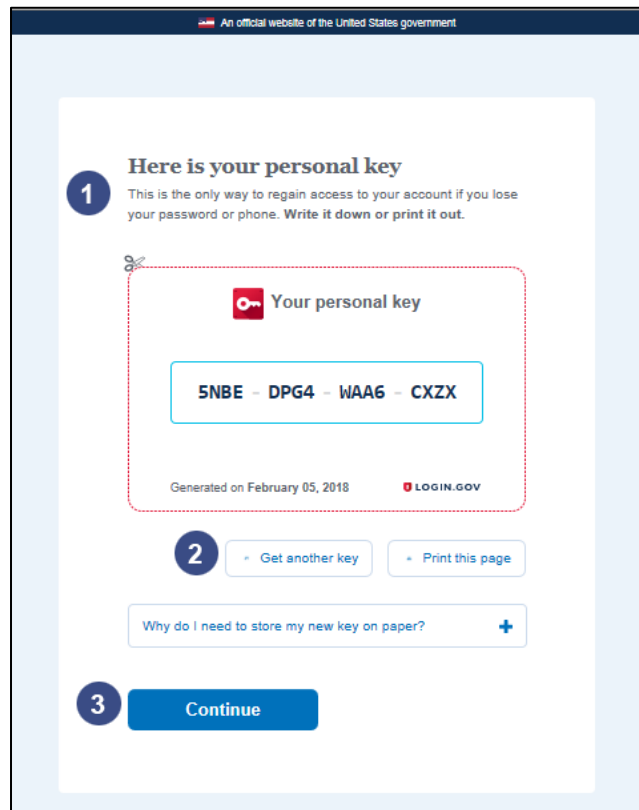 An official website of the United States government
Here is your personal key
1
This is the only way to regain access to your account if you lose
your password or phone. Write it down or print it out.
Your personal key
5NBE - DPG4 - WAA6 - CXZX
Generated on February 05, 2018 LOGIN.GOV
2 Get another key Print this page
Why do I need to store my new key on paper? +
3 Continue